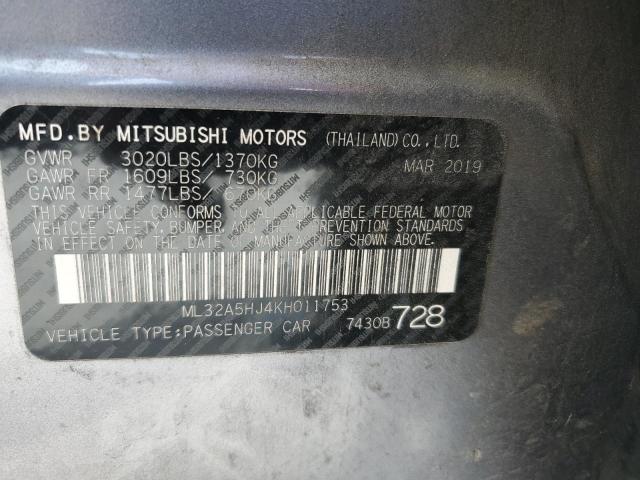 MFD.BY MITSUBISHI MOTORS (THAILAND)CO.,LTD.
GVWR 3020LBS/1370KG MAR 2019
GAWR FR 1609LBS/ 730KG
GAWR RR 1477LBS/ 670KG
THIS VEHICLE CONFORMS TO ALL APPLICABLE FEDERAL MOTOR
VEHICLE SAFETY, BUMPER, AND THEFT PREVENTION STANDARDS
IN EFFECT ON THE DATE OF MANUFACTURE SHOWN ABOVE.
ML32A5HJ4KH011753
VEHICLE TYPE:PASSENGER CAR 7430B 728